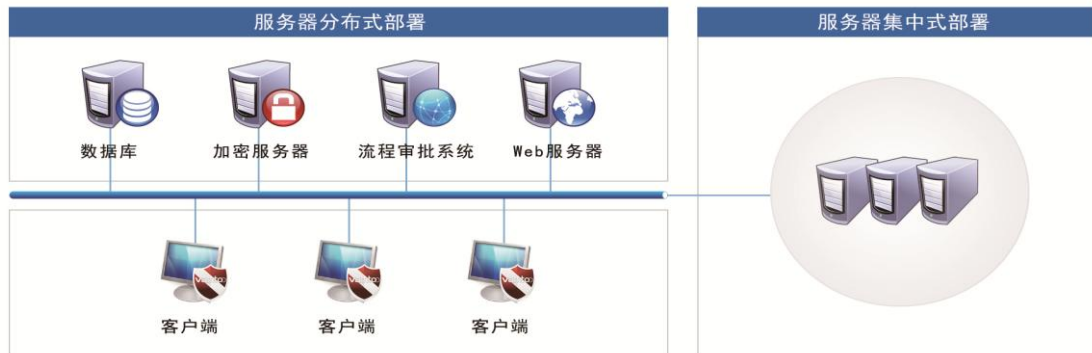 服务器分布式部署
服务器集中式部署
数据库
加密服务器
流程审批系统
Web服务器
客户端
客户端
客户端